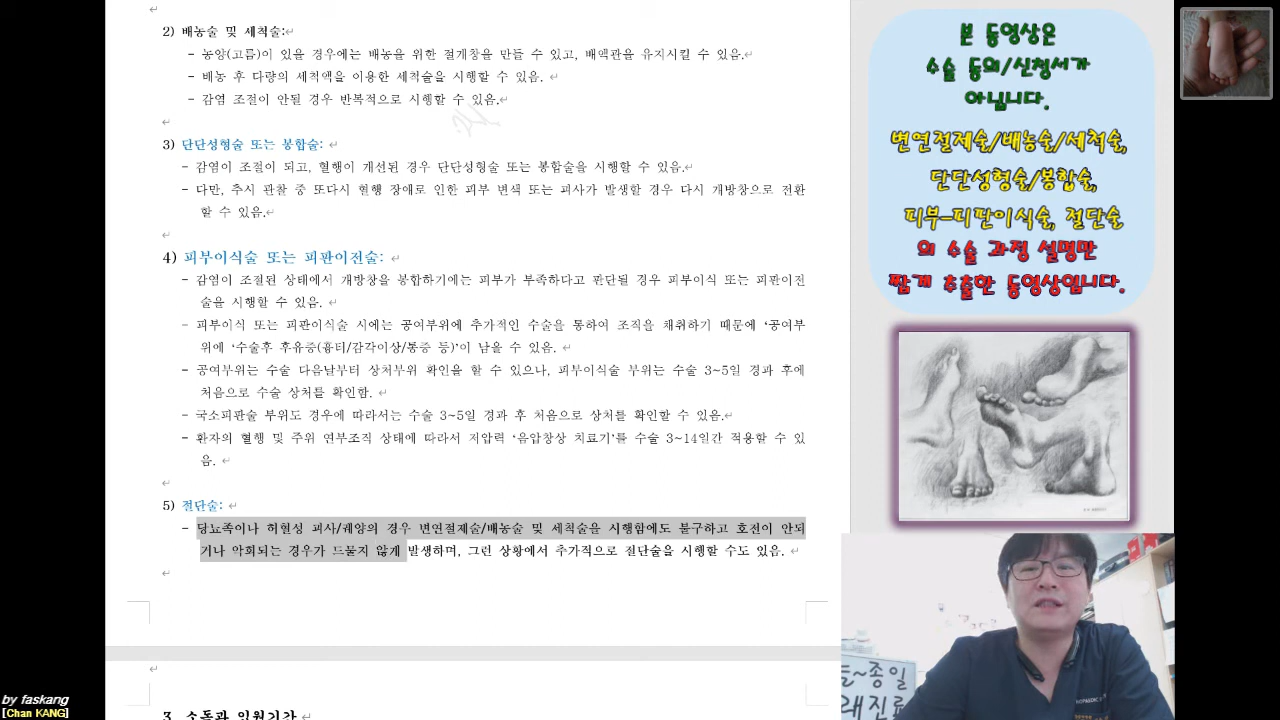 2) 배농술 및 세척술:
- 농양(고름)이 있을 경우에는 배농을 위한 절개창을 만들 수 있고, 배액관을 유지시킬 수 있음.
- 배농 후 다량의 세척액을 이용한 세척술을 시행할 수 있음.
- 감염 조절이 안될 경우 반복적으로 시행할 수 있음.
3) 단단성형술 또는 봉합술:
- 감염이 조절이 되고, 혈행이 개선된 경우 단단성형술 또는 봉합술을 시행할 수 있음.
- 다만, 추시 관찰 중 또다시 혈행 장애로 인한 피부 변색 또는 괴사가 발생할 경우 다시 개방창으로 전환
할 수 있음.
4) 피부이식술 또는 피판이전술:
- 감염이 조절된 상태에서 개방창을 봉합하기에는 피부가 부족하다고 판단될 경우 피부이식 또는 피판이전
술을 시행할 수 있음.
- 피부이식 또는 피판이식술 시에는 공여부위에 추가적인 수술을 통하여 조직을 채취하기 때문에 '공여부
위에 '수술후 후유증(흉터/감각이상/통증 등)'이 남을 수 있음.
- 공여부위는 수술 다음날부터 상처부위 확인을 할 수 있으나, 피부이식술 부위는 수술 3~5일 경과 후에
처음으로 수술 상처를 확인함.
- 국소피판술 부위도 경우에 따라서는 수술 3~5일 경과 후 처음으로 상처를 확인할 수 있음.
- 환자의 혈행 및 주위 연부조직 상태에 따라서 저압력 '음압창상 치료기'를 수술 3~14일간 적용할 수 있
음.
5) 절단술:
- 당뇨족이나 허혈성 괴사/궤양의 경우 변연절제술/배농술 및 세척술을 시행함에도 불구하고 호전이 안되
거나 악화되는 경우가 드물지 않게 발생하며, 그런 상황에서 추가적으로 절단술을 시행할 수도 있음.
3. 소독과 입원기간
본 동영상은
수술 동의/신청서가
아닙니다.
변연절제술/배농술/세척술,
단단성형술/봉합술,
피부-피판이식술, 절단술
의 수술 과정 설명만
짧게 추출한 동영상입니다.
늘~종일
래진료
by faskang
[Chan KANG]